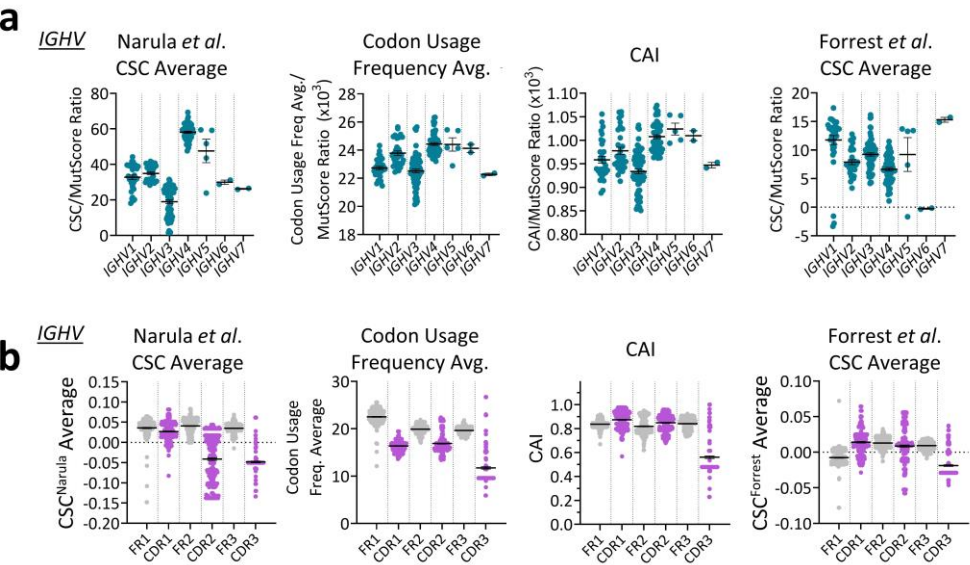 a
IGHV
Narula et al.
CSC Average
CSC/MutScore Ratio
80
60
40
20
0
IGHV1 IGHV2 IGHV3 IGHV4 IGHV5 IGHV6 IGHV7
Codon Usage
Frequency Avg.
Codon Usage Freq Avg./
MutScore Ratio (x10³)
28
26
24
22
20
18
IGHV1 IGHV2 IGHV3 IGHV4 IGHV5 IGHV6 IGHV7
CAI
CAI/MutScore Ratio (x10³)
1.10
1.00
0.95
0.90
0.85
0.80
IGHV1 IGHV2 IGHV3 IGHV4 IGHV5 IGHV6 IGHV7
Forrest et al.
CSC Average
CSC/MutScore Ratio
20
15
10
5
0
-5
IGHV1 IGHV2 IGHV3 IGHV4 IGHV5 IGHV6 IGHV7
b
IGHV
Narula et al.
CSC Average
CSCNarula Average
0.15
0.10
0.05
0.00
-0.05
-0.10
-0.15
-0.20
FR1 CDR1 FR2 CDR2 FR3 CDR3
Codon Usage
Frequency Avg.
Codon Usage
Freq. Average
30
20
10
0
FR1 CDR1 FR2 CDR2 FR3 CDR3
CAI
CAI
1.0
0.8
0.6
0.4
0.2
0.0
FR1 CDR1 FR2 CDR2 FR3 CDR3
Forrest et al.
CSC Average
CSCForrest Average
0.10
0.05
0.00
-0.05
-0.10
FR1 CDR1 FR2 CDR2 FR3 CDR3